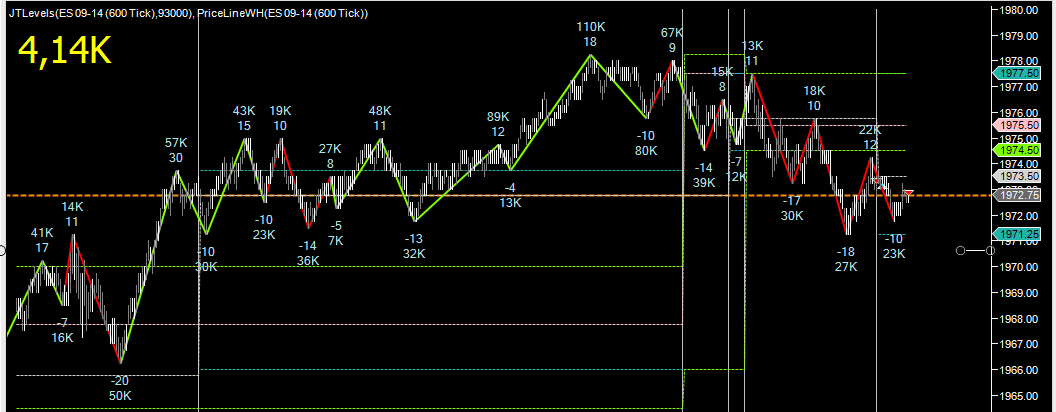 JTLevels(ES 09-14 (600 Tick),93000), PriceLineWH(ES 09-14 (600 Tick))
4,14K
41K
17
-7
16K
14K
11
-20
50K
57K
30
-10
30K
43K
15
-10
23K
19K
10
-14
36K
27K
8
-5
7K
48K
11
-13
32K
89K
12
-4
13K
110K
18
-10
80K
67K
9
-14
39K
15K
8
-7
12K
13K
11
-17
30K
18K
10
-18
27K
22K
12
-10
23K
1980.00
1979.00
1978.00
1977.50
1977.00
1976.00
1975.50
1975.00
1974.50
1974.00
1973.50
1972.75
1972.00
1971.25
1971.00
1970.00
1969.00
1968.00
1967.00
1966.00
1965.00